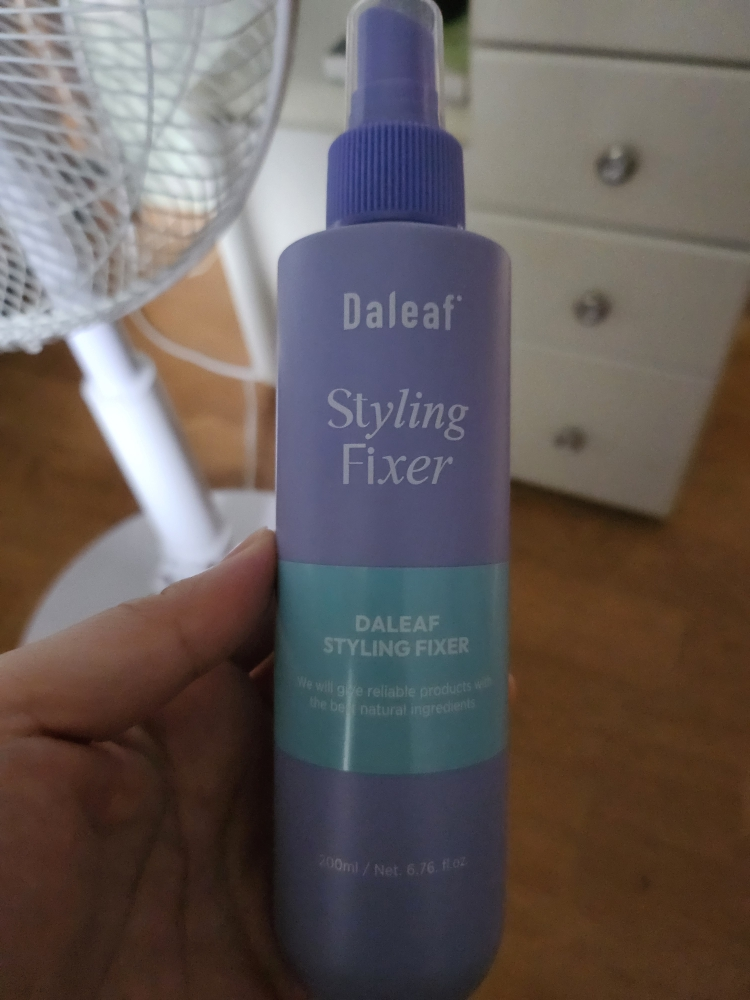 Daleaf
Styling
Fixer
DALEAF
STYLING FIXER
We will give reliable products with
the best natural ingredients.
200ml / Net. 6.76. fl.oz.